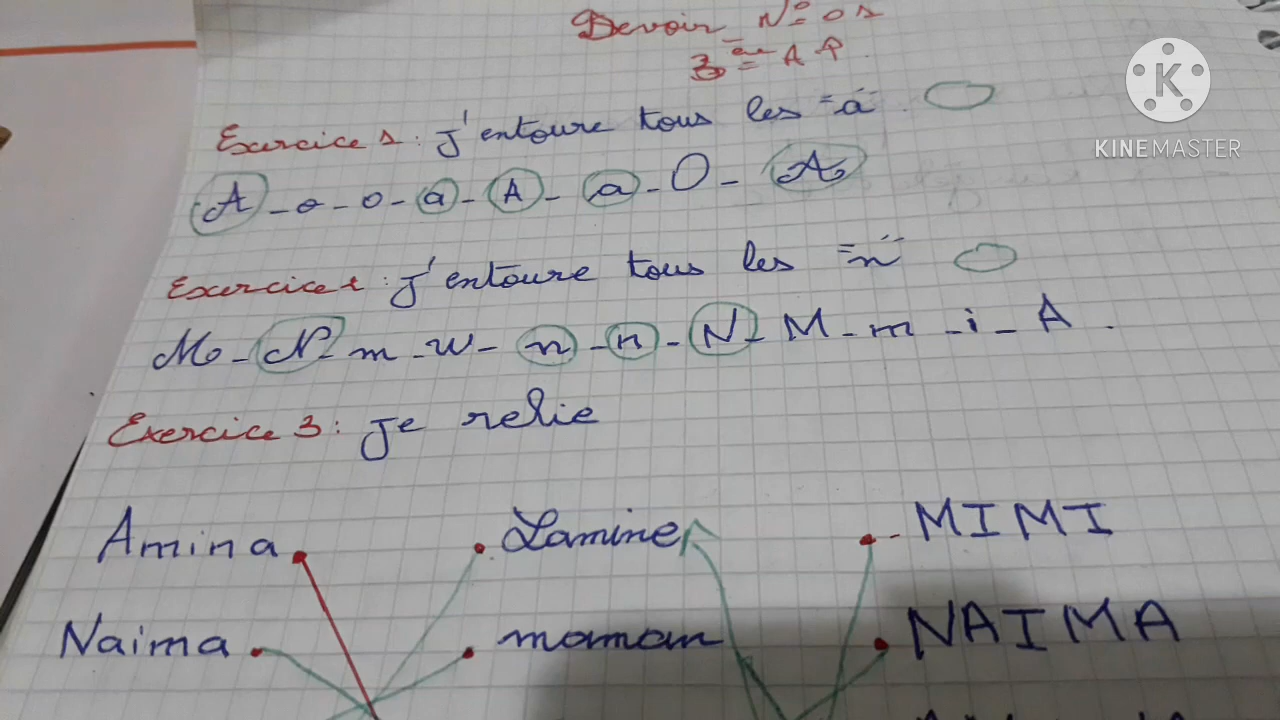 Devoir N° 01
3ème AP
Exercice 1 : J'entoure tous les "a".
A - o - o - a - A - a - O - A
Exercice 2 : J'entoure tous les "n"
M - N - m - w - n - n - N - M - m - i - A .
Exercice 3 : Je relie
Amina Lamine MIMI
Naima maman NAIMA
KINEMASTER